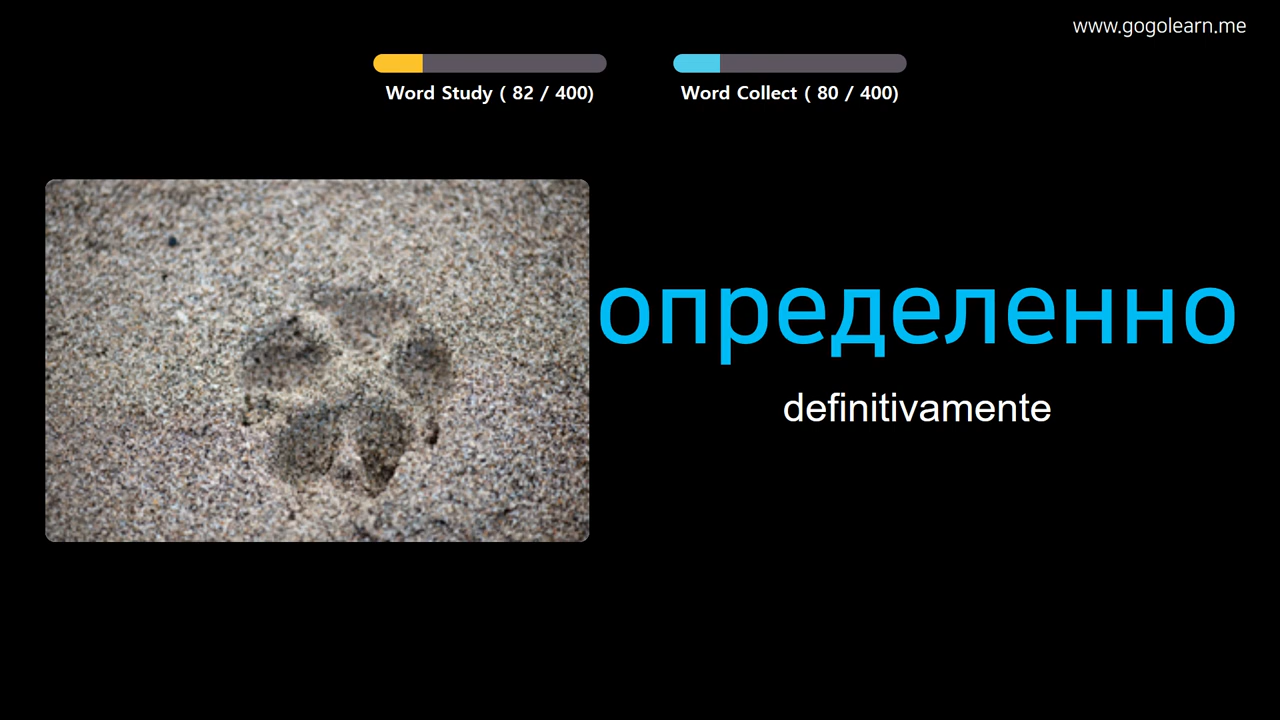 www.gogolearn.me
Word Study ( 82 / 400)
Word Collect ( 80 / 400)
определенно
definitivamente